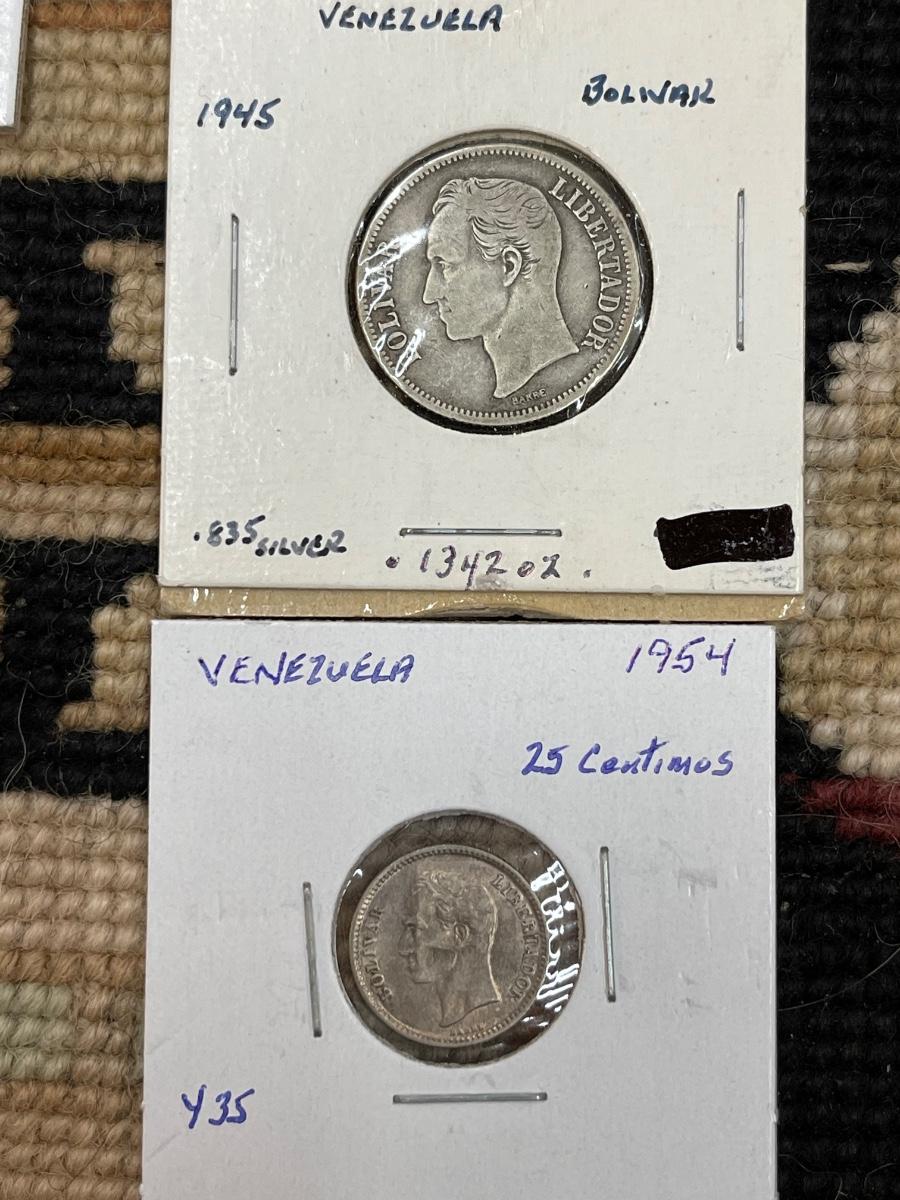 VENEZUELA
1945
BOLIVAR
BOLIVAR
LIBERTADOR
BARRE
.835 SILVER
.1342 oz.
VENEZUELA
1954
25 Centimos
BOLIVAR
LIBERTADOR
Y35